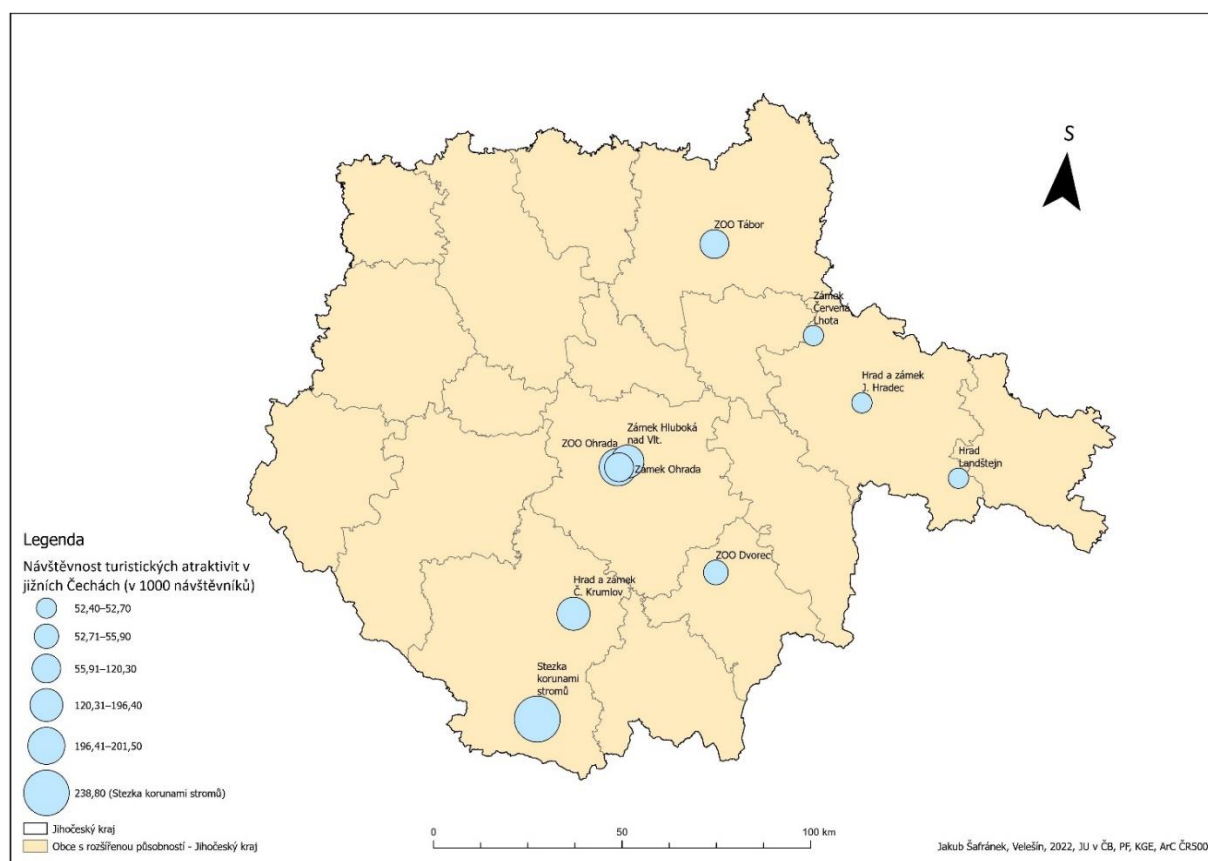 S
ZOO Tábor
Zámek
Červená
Lhota
Hrad a zámek
J. Hradec
Zámek Hluboká
nad Vlt.
ZOO Ohrada
Zámek Ohrada
Hrad
Landštejn
ZOO Dvorec
Hrad a zámek
Č. Krumlov
Stezka
korunami
stromů
Legenda
Návštěvnost turistických atraktivit v
jižních Čechách (v 1000 návštěvníků)
52,40–52,70
52,71–55,90
55,91–120,30
120,31–196,40
196,41–201,50
238,80 (Stezka korunami stromů)
Jihočeský kraj
Obce s rozšířenou působností - Jihočeský kraj
0 50 100 km
Jakub Šafránek, Velešín, 2022, JU v ČB, PF, KGE, ArC ČR500